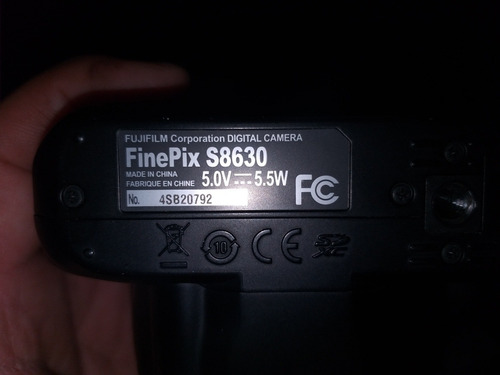 FUJIFILM Corporation DIGITAL CAMERA
FinePix S8630
MADE IN CHINA
FABRIQUE EN CHINE
5.0V⎓5.5W
FC
No. 4SB20792
10
CE
SDXC